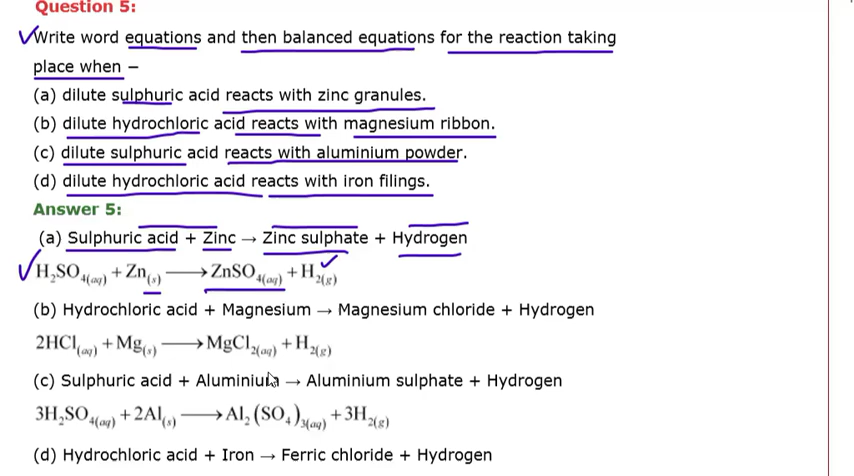 Question 5:
Write word equations and then balanced equations for the reaction taking
place when –
(a) dilute sulphuric acid reacts with zinc granules.
(b) dilute hydrochloric acid reacts with magnesium ribbon.
(c) dilute sulphuric acid reacts with aluminium powder.
(d) dilute hydrochloric acid reacts with iron filings.
Answer 5:
(a) Sulphuric acid + Zinc → Zinc sulphate + Hydrogen
H₂SO₄(aq) + Zn(s) ⟶ ZnSO₄(aq) + H₂(g)
(b) Hydrochloric acid + Magnesium → Magnesium chloride + Hydrogen
2HCl(aq) + Mg(s) ⟶ MgCl₂(aq) + H₂(g)
(c) Sulphuric acid + Aluminium → Aluminium sulphate + Hydrogen
3H₂SO₄(aq) + 2Al(s) ⟶ Al₂(SO₄)₃(aq) + 3H₂(g)
(d) Hydrochloric acid + Iron → Ferric chloride + Hydrogen